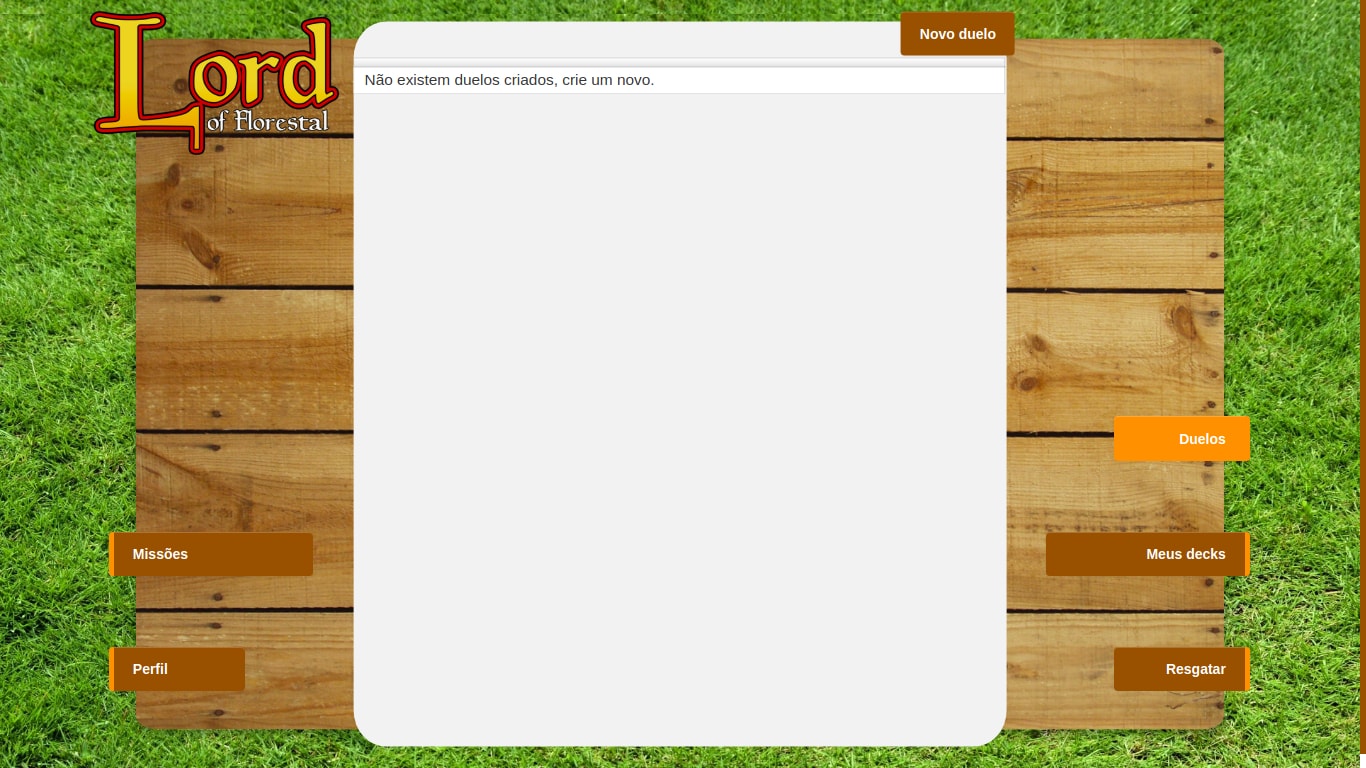 Lord
of Florestal
Novo duelo
Não existem duelos criados, crie um novo.
Duelos
Missões
Meus decks
Perfil
Resgatar